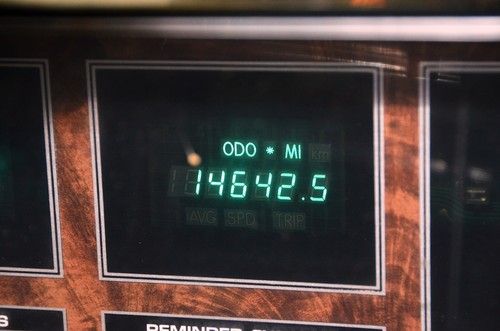 ODO * MI km
14642.5
AVG SPD TRIP
S
REMINDER